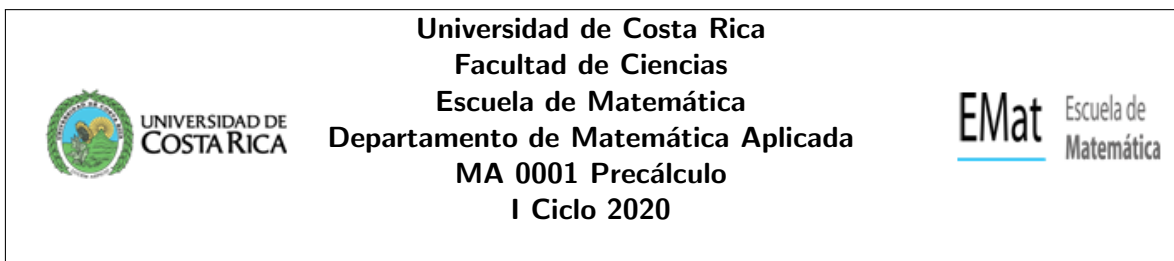 Universidad de Costa Rica
Facultad de Ciencias
Escuela de Matemática
Departamento de Matemática Aplicada
MA 0001 Precálculo
I Ciclo 2020
UNIVERSIDAD DE
COSTA RICA
EMat
Escuela de
Matemática